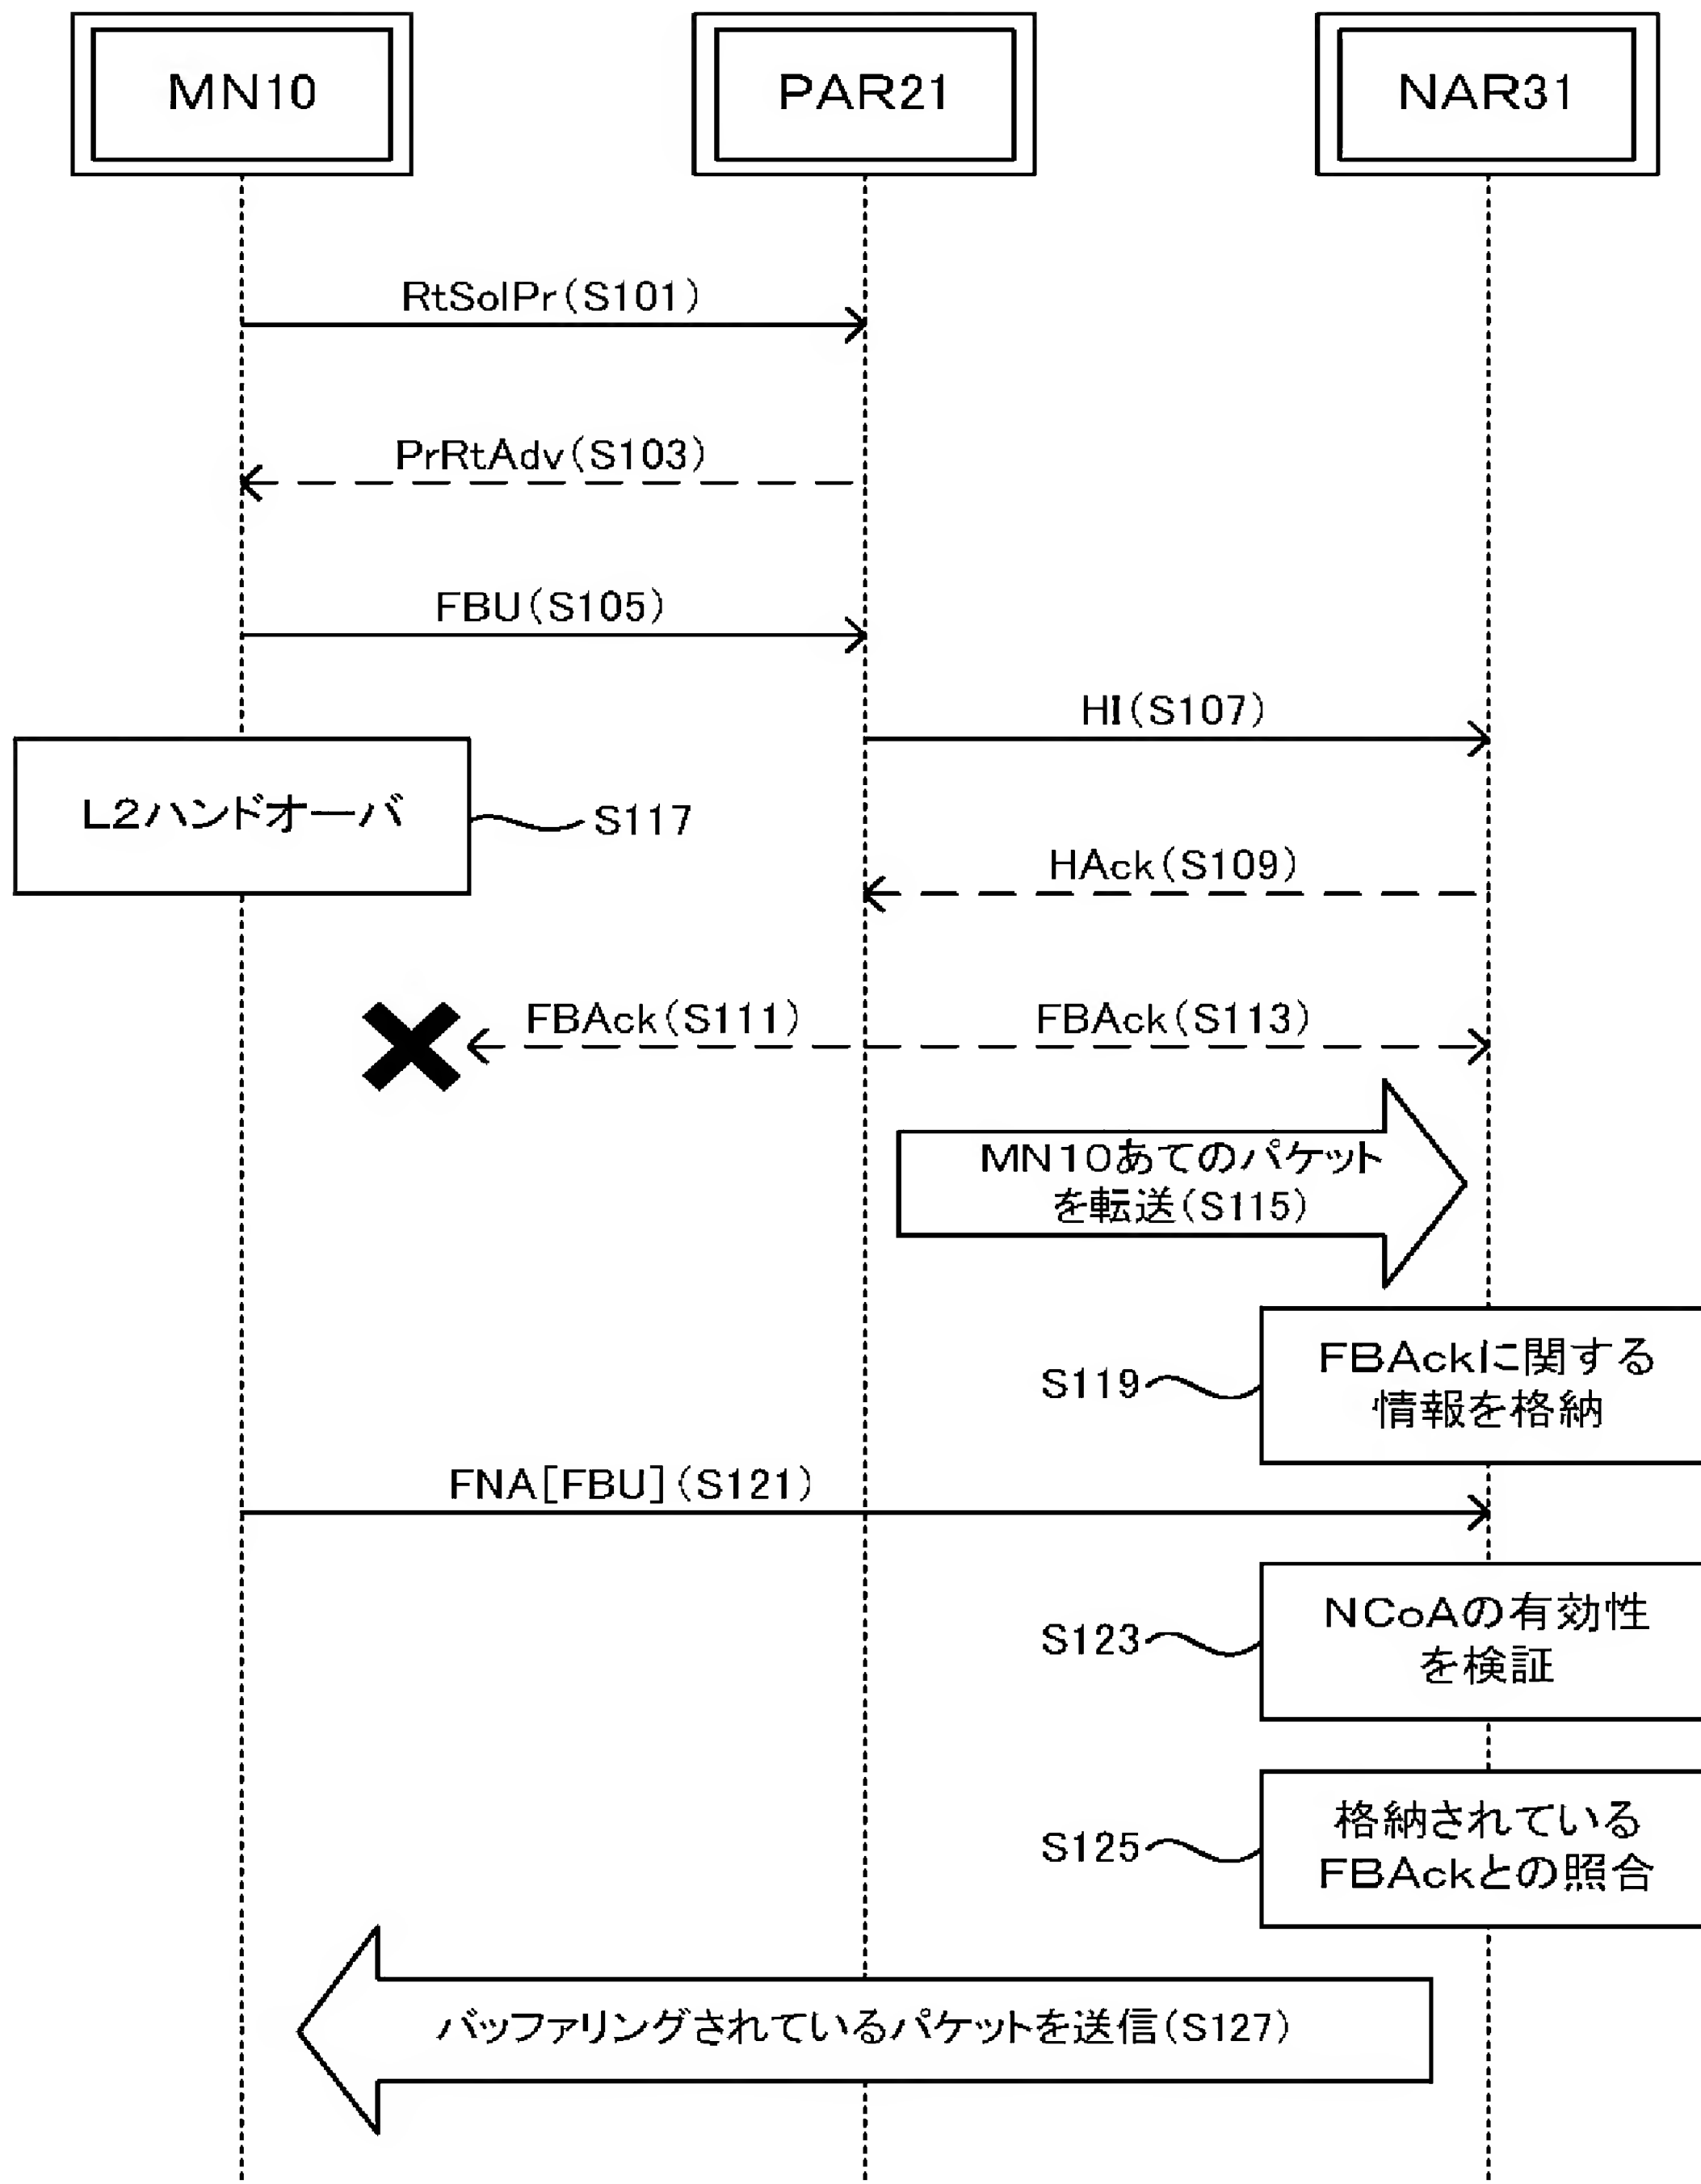 MN10
PAR21
NAR31
RtSolPr(S101)
PrRtAdv(S103)
FBU(S105)
HI(S107)
L2ハンドオーバ
S117
HAck(S109)
FBAck(S111)
FBAck(S113)
MN10あてのパケット
を転送(S115)
S119
FBAckに関する
情報を格納
FNA[FBU](S121)
S123
NCoAの有効性
を検証
S125
格納されている
FBAckとの照合
バッファリングされているパケットを送信(S127)